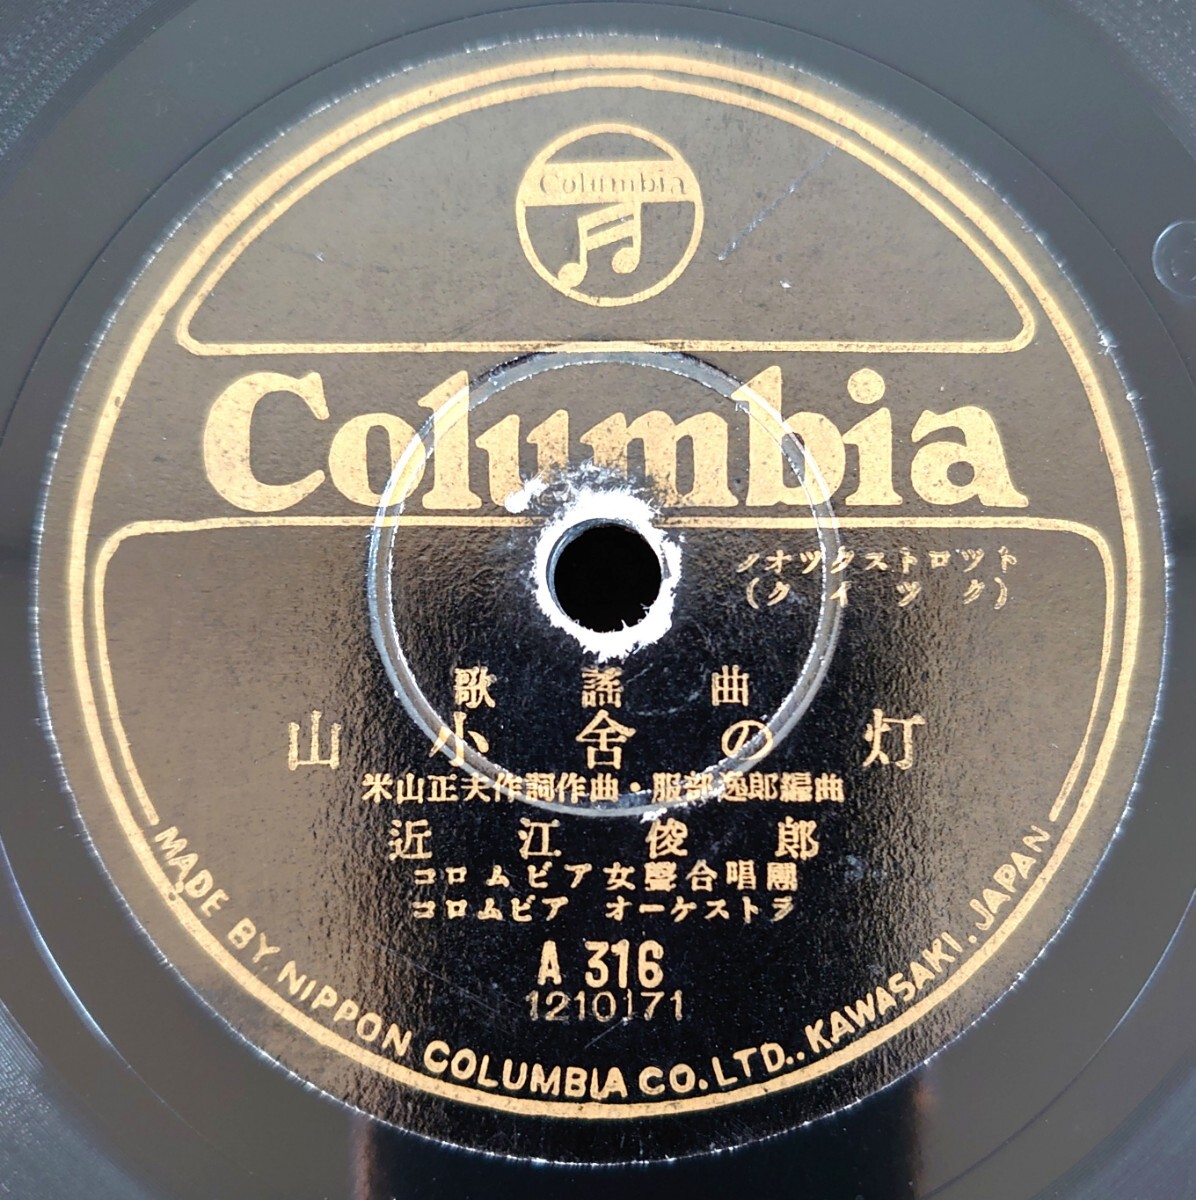 Columbia
Columbia
フオツクストロツト
(クイツク)
歌謡曲
山小舎の灯
米山正夫作詞作曲・服部逸郎編曲
近江俊郎
コロムビア女聲合唱團
コロムビア オーケストラ
A 316
1210171
MADE BY NIPPON COLUMBIA CO. LTD., KAWASAKI, JAPAN